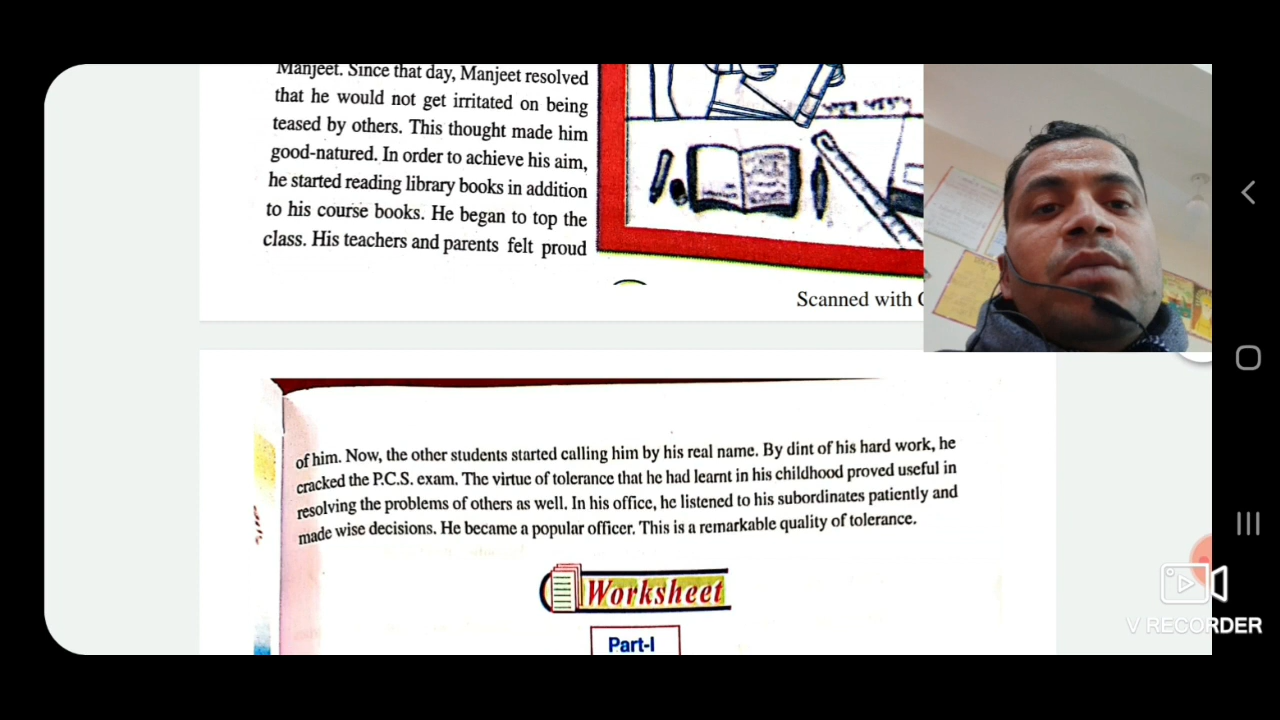 Manjeet. Since that day, Manjeet resolved
that he would not get irritated on being
teased by others. This thought made him
good-natured. In order to achieve his aim,
he started reading library books in addition
to his course books. He began to top the
class. His teachers and parents felt proud
Scanned with
of him. Now, the other students started calling him by his real name. By dint of his hard work, he
cracked the P.C.S. exam. The virtue of tolerance that he had learnt in his childhood proved useful in
resolving the problems of others as well. In his office, he listened to his subordinates patiently and
made wise decisions. He became a popular officer. This is a remarkable quality of tolerance.
Worksheet
Part-I
V RECORDER